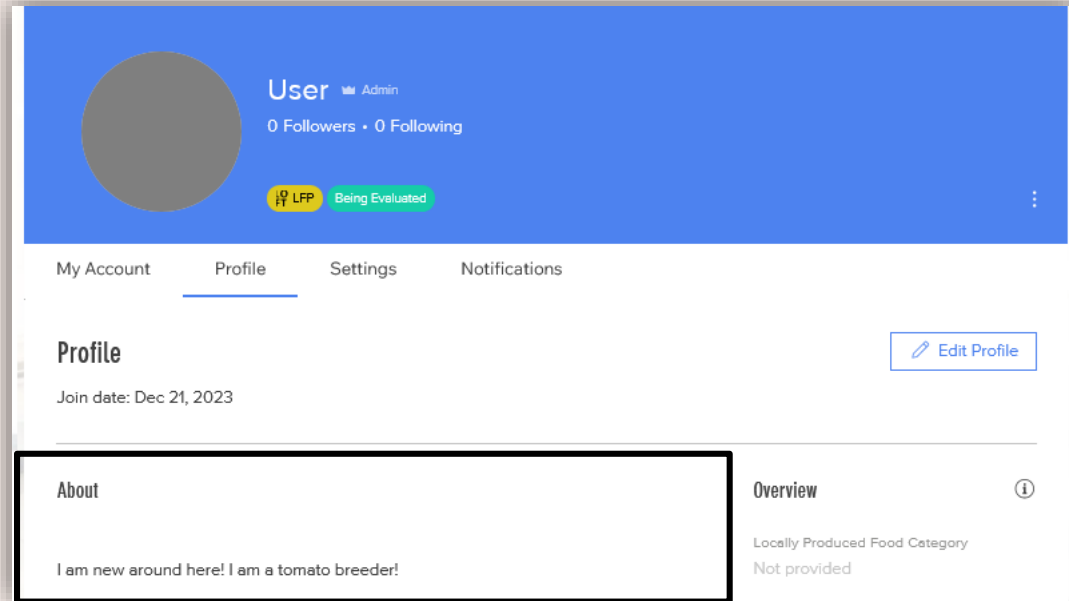 User Admin
0 Followers • 0 Following
LFP Being Evaluated
My Account Profile Settings Notifications
Profile
Edit Profile
Join date: Dec 21, 2023
About
Overview
Locally Produced Food Category
I am new around here! I am a tomato breeder!
Not provided